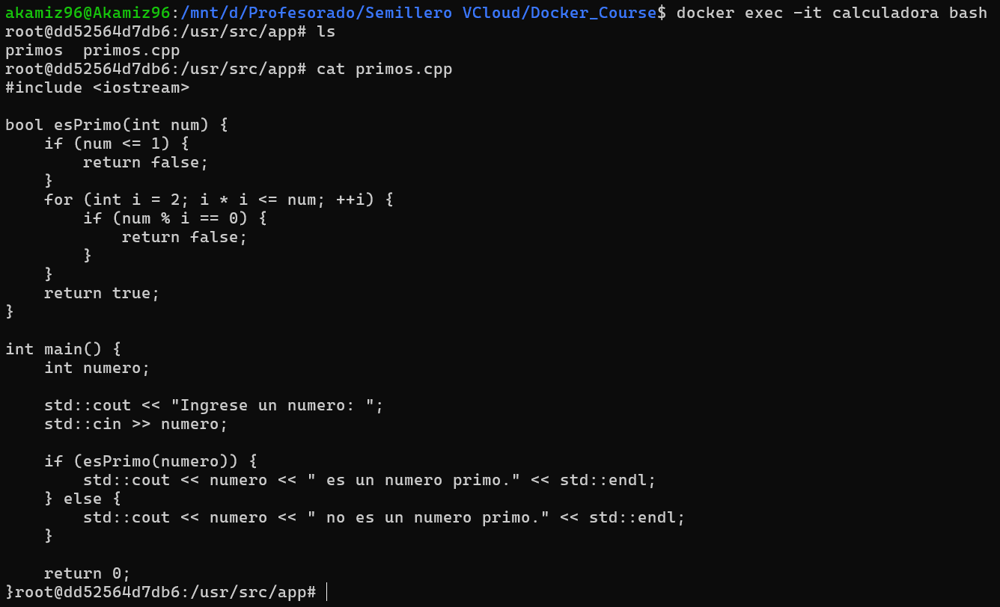 akamiz96@Akamiz96:/mnt/d/Profesorado/Semillero VCloud/Docker_Course$ docker exec -it calculadora bash
root@dd52564d7db6:/usr/src/app# ls
primos  primos.cpp
root@dd52564d7db6:/usr/src/app# cat primos.cpp
#include <iostream>

bool esPrimo(int num) {
    if (num <= 1) {
        return false;
    }
    for (int i = 2; i * i <= num; ++i) {
        if (num % i == 0) {
            return false;
        }
    }
    return true;
}

int main() {
    int numero;

    std::cout << "Ingrese un numero: ";
    std::cin >> numero;

    if (esPrimo(numero)) {
        std::cout << numero << " es un numero primo." << std::endl;
    } else {
        std::cout << numero << " no es un numero primo." << std::endl;
    }

    return 0;
}root@dd52564d7db6:/usr/src/app#